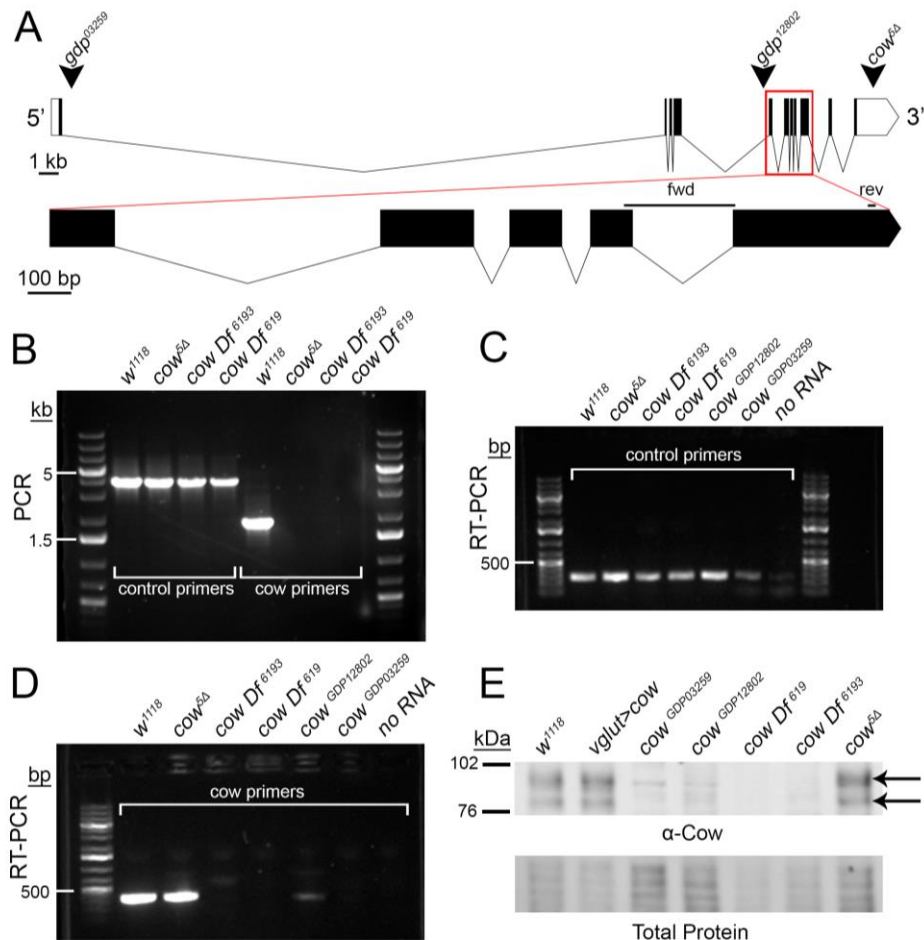 A
gdp03259
gdp12802
cow5Δ
5’
3’
1 kb
fwd
rev
100 bp
B
w1118
cow5Δ
cow Df 6193
cow Df 619
w1118
cow5Δ
cow Df 6193
cow Df 619
kb
5
1.5
PCR
control primers
cow primers
C
w1118
cow5Δ
cow Df 6193
cow Df 619
cow GDP12802
cow GDP03259
no RNA
bp
control primers
RT-PCR
500
D
w1118
cow5Δ
cow Df 6193
cow Df 619
cow GDP12802
cow GDP03259
no RNA
bp
cow primers
RT-PCR
500
E
w1118
vglut>cow
cow GDP03259
cow GDP12802
cow Df 619
cow Df 6193
cow5Δ
kDa
102
76
α-Cow
Total Protein